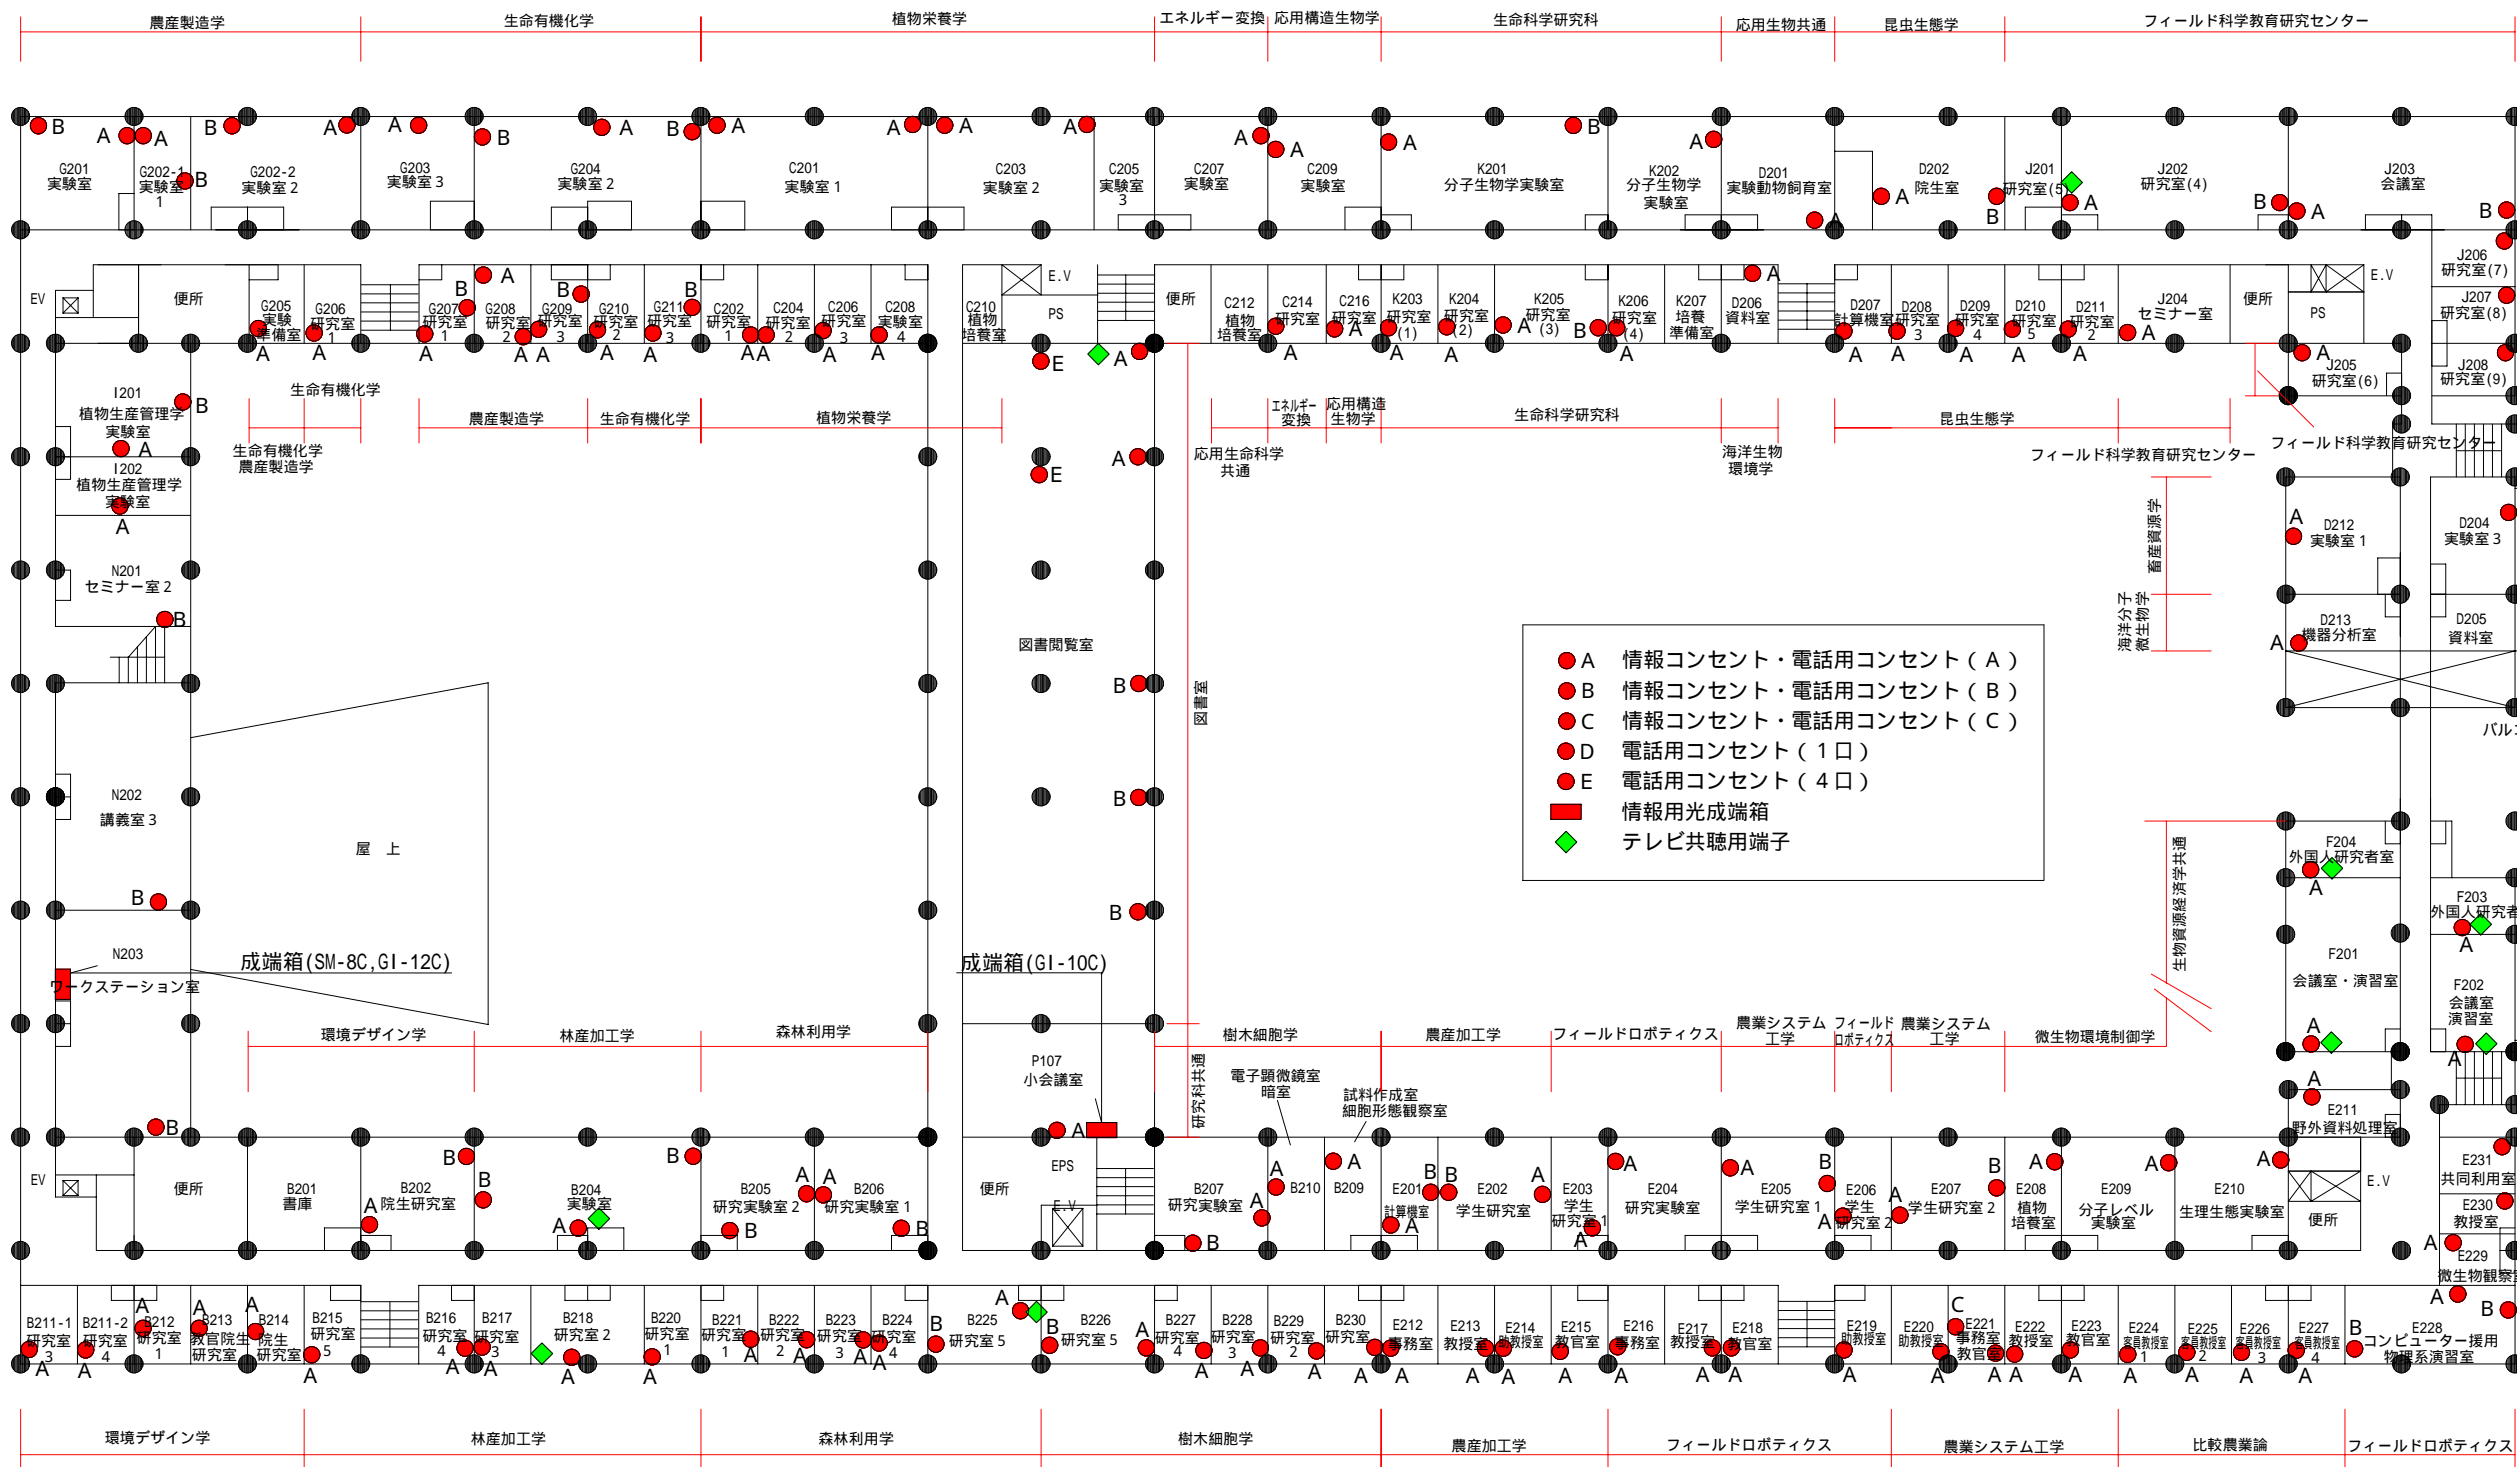 農産製造学
生命有機化学
植物栄養学
エネルギー変換
応用構造生物学
生命科学研究科
応用生物共通
昆虫生態学
フィールド科学教育研究センター
B
A
A
B
A
A
B
A
B
A
A
A
A
A
A
A
B
A
G201
実験室
G202-1
実験室
1
B
G202-2
実験室2
G203
実験室3
G204
実験室2
C201
実験室1
C203
実験室2
C205
実験室
3
C207
実験室
C209
実験室
K201
分子生物学実験室
K202
分子生物学
実験室
D201
実験動物飼育室
A
D202
院生室
A
B
J201
研究室(5)
A
J202
研究室(4)
B
A
J203
会議室
B
EV
便所
G205
実験
準備室
A
G206
研究室
1
A
G207
研究室
1
A
B
A
G208
研究室
2
A
G209
研究室
3
A
B
G210
研究室
2
A
G211
研究室
3
A
B
C202
研究室
1
A
C204
研究室
2
A
C206
研究室
3
A
C208
実験室
4
A
C210
植物
培養室
E.V
PS
便所
C212
植物
培養室
C214
研究室
A
C216
研究室
A
K203
研究室
(1)
A
K204
研究室
(2)
A
K205
研究室
(3)
A
B
K206
研究室
(4)
A
K207
培養
準備室
D206
資料室
A
D207
計算機室
A
D208
研究室
3
A
D209
研究室
4
A
D210
研究室
5
A
D211
研究室
2
A
J204
セミナー室
A
便所
E.V
PS
J206
研究室(7)
J207
研究室(8)
J205
研究室(6)
A
J208
研究室(9)
生命有機化学
農産製造学
生命有機化学
植物栄養学
エネルギー
変換
応用構造
生物学
生命科学研究科
昆虫生態学
生命有機化学
農産製造学
応用生命科学
共通
海洋生物
環境学
フィールド科学教育研究センター
フィールド科学教育研究センター
I201
植物生産管理学
実験室
B
A
I202
植物生産管理学
実験室
A
N201
セミナー室2
B
E
A
E
A
図書閲覧室
B
B
B
図書室
畜産資源学
海洋分子
微生物学
A
D212
実験室1
D204
実験室3
A
D213
機器分析室
D205
資料室
A 情報コンセント・電話用コンセント(A)
B 情報コンセント・電話用コンセント(B)
C 情報コンセント・電話用コンセント(C)
D 電話用コンセント(1口)
E 電話用コンセント(4口)
情報用光成端箱
テレビ共聴用端子
N202
講義室3
B
屋 上
N203
ワークステーション室
成端箱(SM-8C,GI-12C)
成端箱(GI-10C)
B
生物資源経済学共通
F204
外国人研究者室
A
F203
A
F201
会議室・演習室
A
F202
会議室
演習室
A
A
E211
野外資料処理室
環境デザイン学
林産加工学
森林利用学
P107
小会議室
A
研究科共通
樹木細胞学
農産加工学
フィールドロボティクス
農業システム
工学
フィールド
ロボティクス
農業システム
工学
微生物環境制御学
電子顕微鏡室
暗室
試料作成室
細胞形態観察室
EV
便所
B201
書庫
A
B202
院生研究室
B
B
B204
実験室
A
B
B205
研究実験室2
B
A
A
B206
研究実験室1
B
便所
EPS
E.V
B207
研究実験室
B
A
A
B210
B209
A
E201
計算機室
A
B
B
E202
学生研究室
A
E203
学生
研究室1
A
A
E204
研究実験室
A
E205
学生研究室1
B
A
E206
学生
研究室2
A
E207
学生研究室2
B
A
E208
植物
培養室
A
E209
分子レベル
実験室
A
E210
生理生態実験室
便所
E.V
E231
共同利用室
E230
教授室
A
E229
A
B
B211-1
研究室
3
A
B211-2
研究室
4
A
A
B212
研究室
1
A
B213
教官院生
研究室
A
B214
院生
研究室
B215
研究室
5
A
B216
研究室
4
A
B217
研究室
3
A
B218
研究室2
A
B220
研究室
1
A
B221
研究室
1
A
B222
研究室
2
A
B223
研究室
3
A
B224
研究室
4
A
B
B225
研究室5
A
B226
研究室5
B
A
B227
研究室
4
A
B228
研究室
3
A
B229
研究室
2
A
B230
研究室
A
E212
事務室
A
E213
教授室
A
E214
助教授室
A
E215
教官室
A
E216
事務室
A
E217
教授室
A
E218
教官室
A
E219
助教授室
A
E220
助教授室
A
C
E221
事務室
教官室
A
E222
教授室
A
E223
教官室
A
E224
客員教授室
1
A
E225
客員教授室
2
A
E226
客員教授室
3
A
E227
客員教授室
4
A
B
E228
コンピューター援用
物理系演習室
環境デザイン学
林産加工学
森林利用学
樹木細胞学
農産加工学
フィールドロボティクス
農業システム工学
比較農業論
フィールドロボティクス